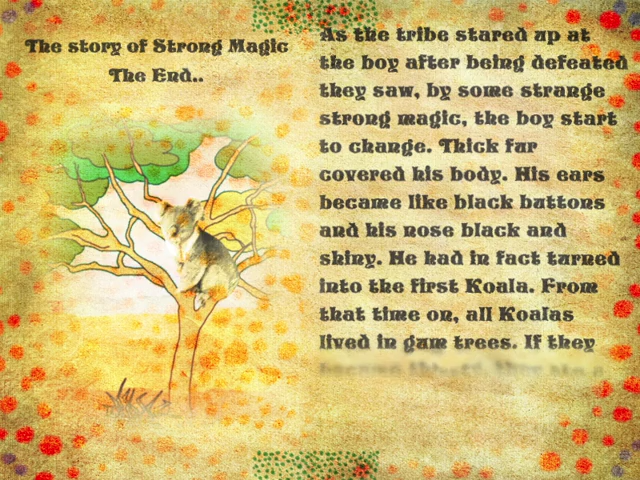 The story of Strong Magic
The End..
As the tribe stared up at
the boy after being defeated
they saw, by some strange
strong magic, the boy start
to change. Thick fur
covered his body. His ears
became like black buttons
and his nose black and
shiny. He had in fact turned
into the first Koala. From
that time on, all Koalas
lived in gum trees. If they